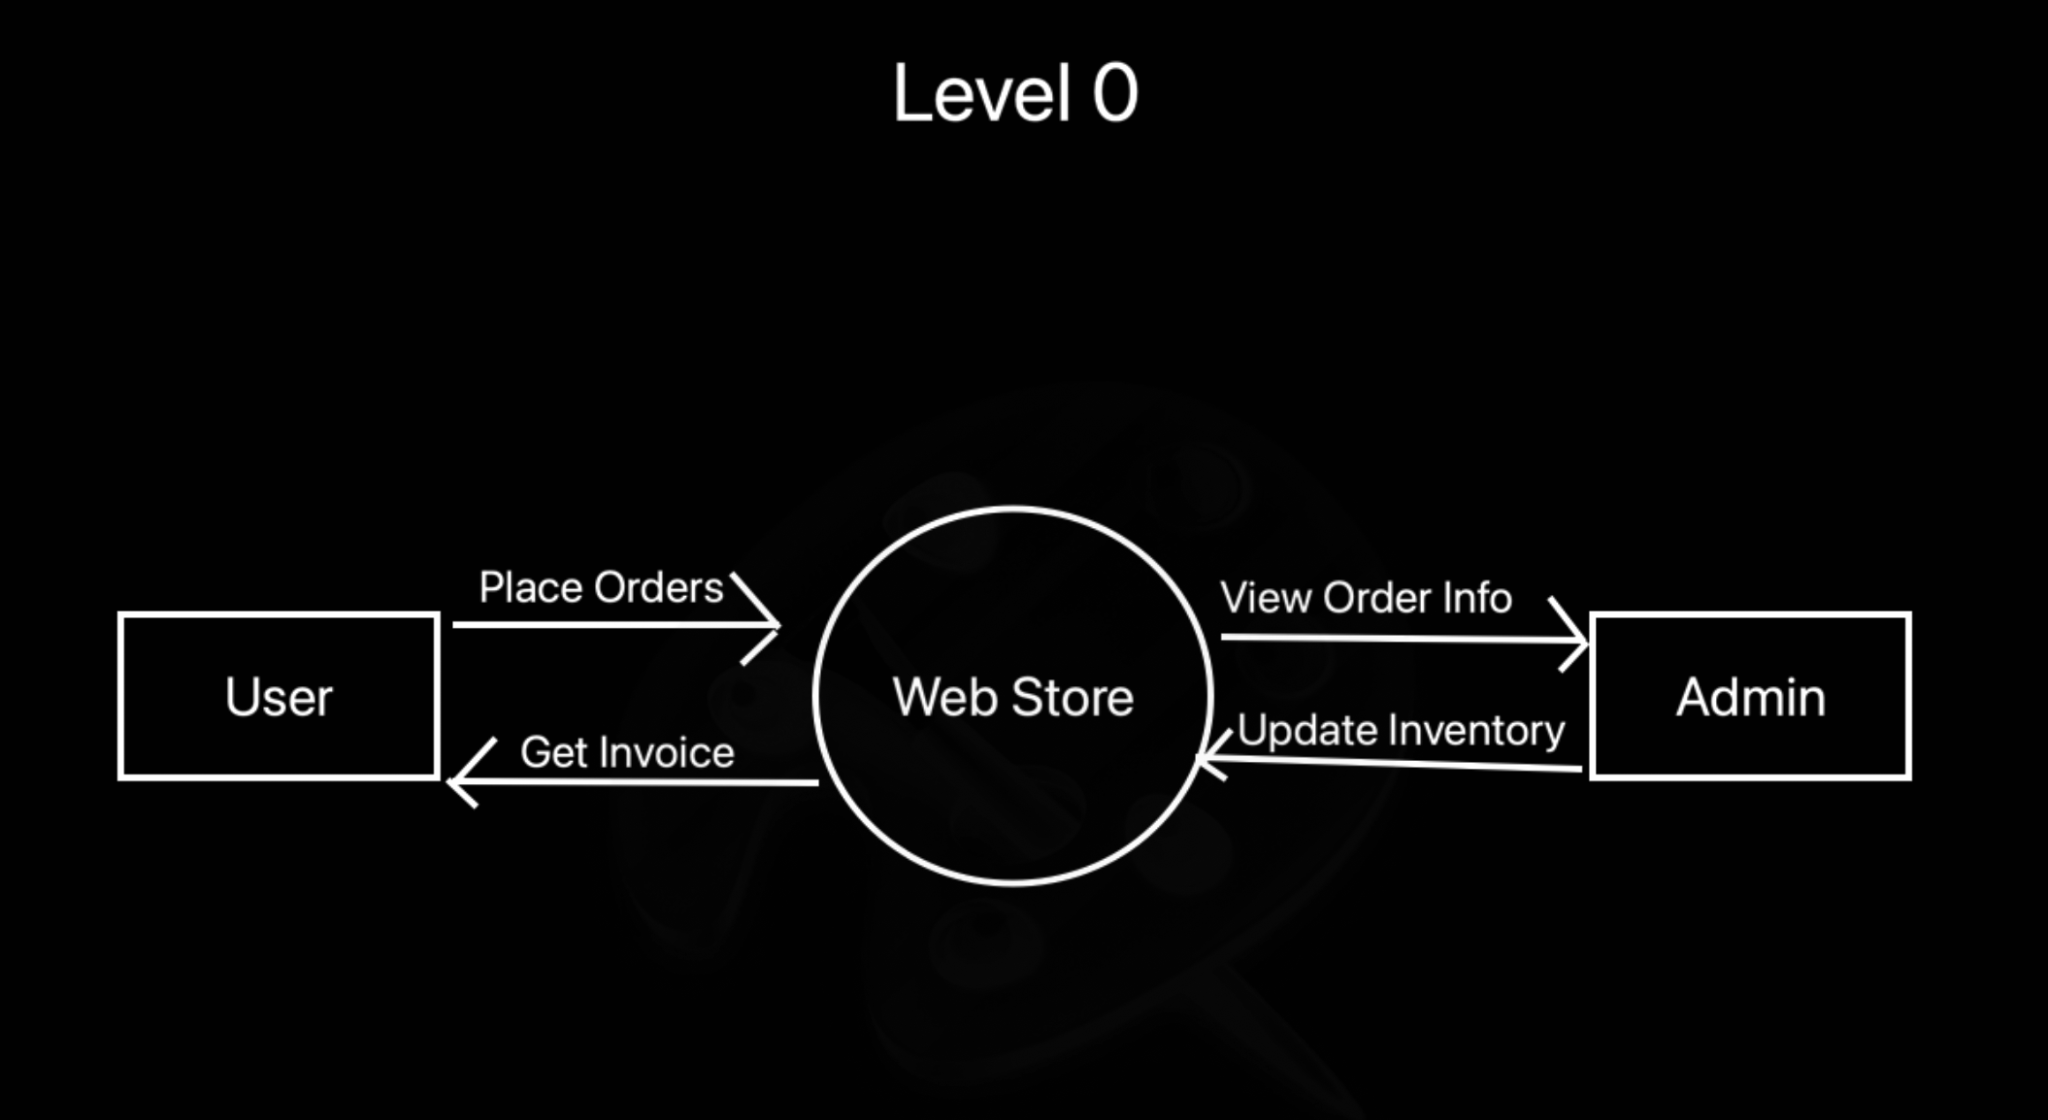 Level 0
Place Orders
View Order Info
User
Web Store
Admin
Get Invoice
Update Inventory